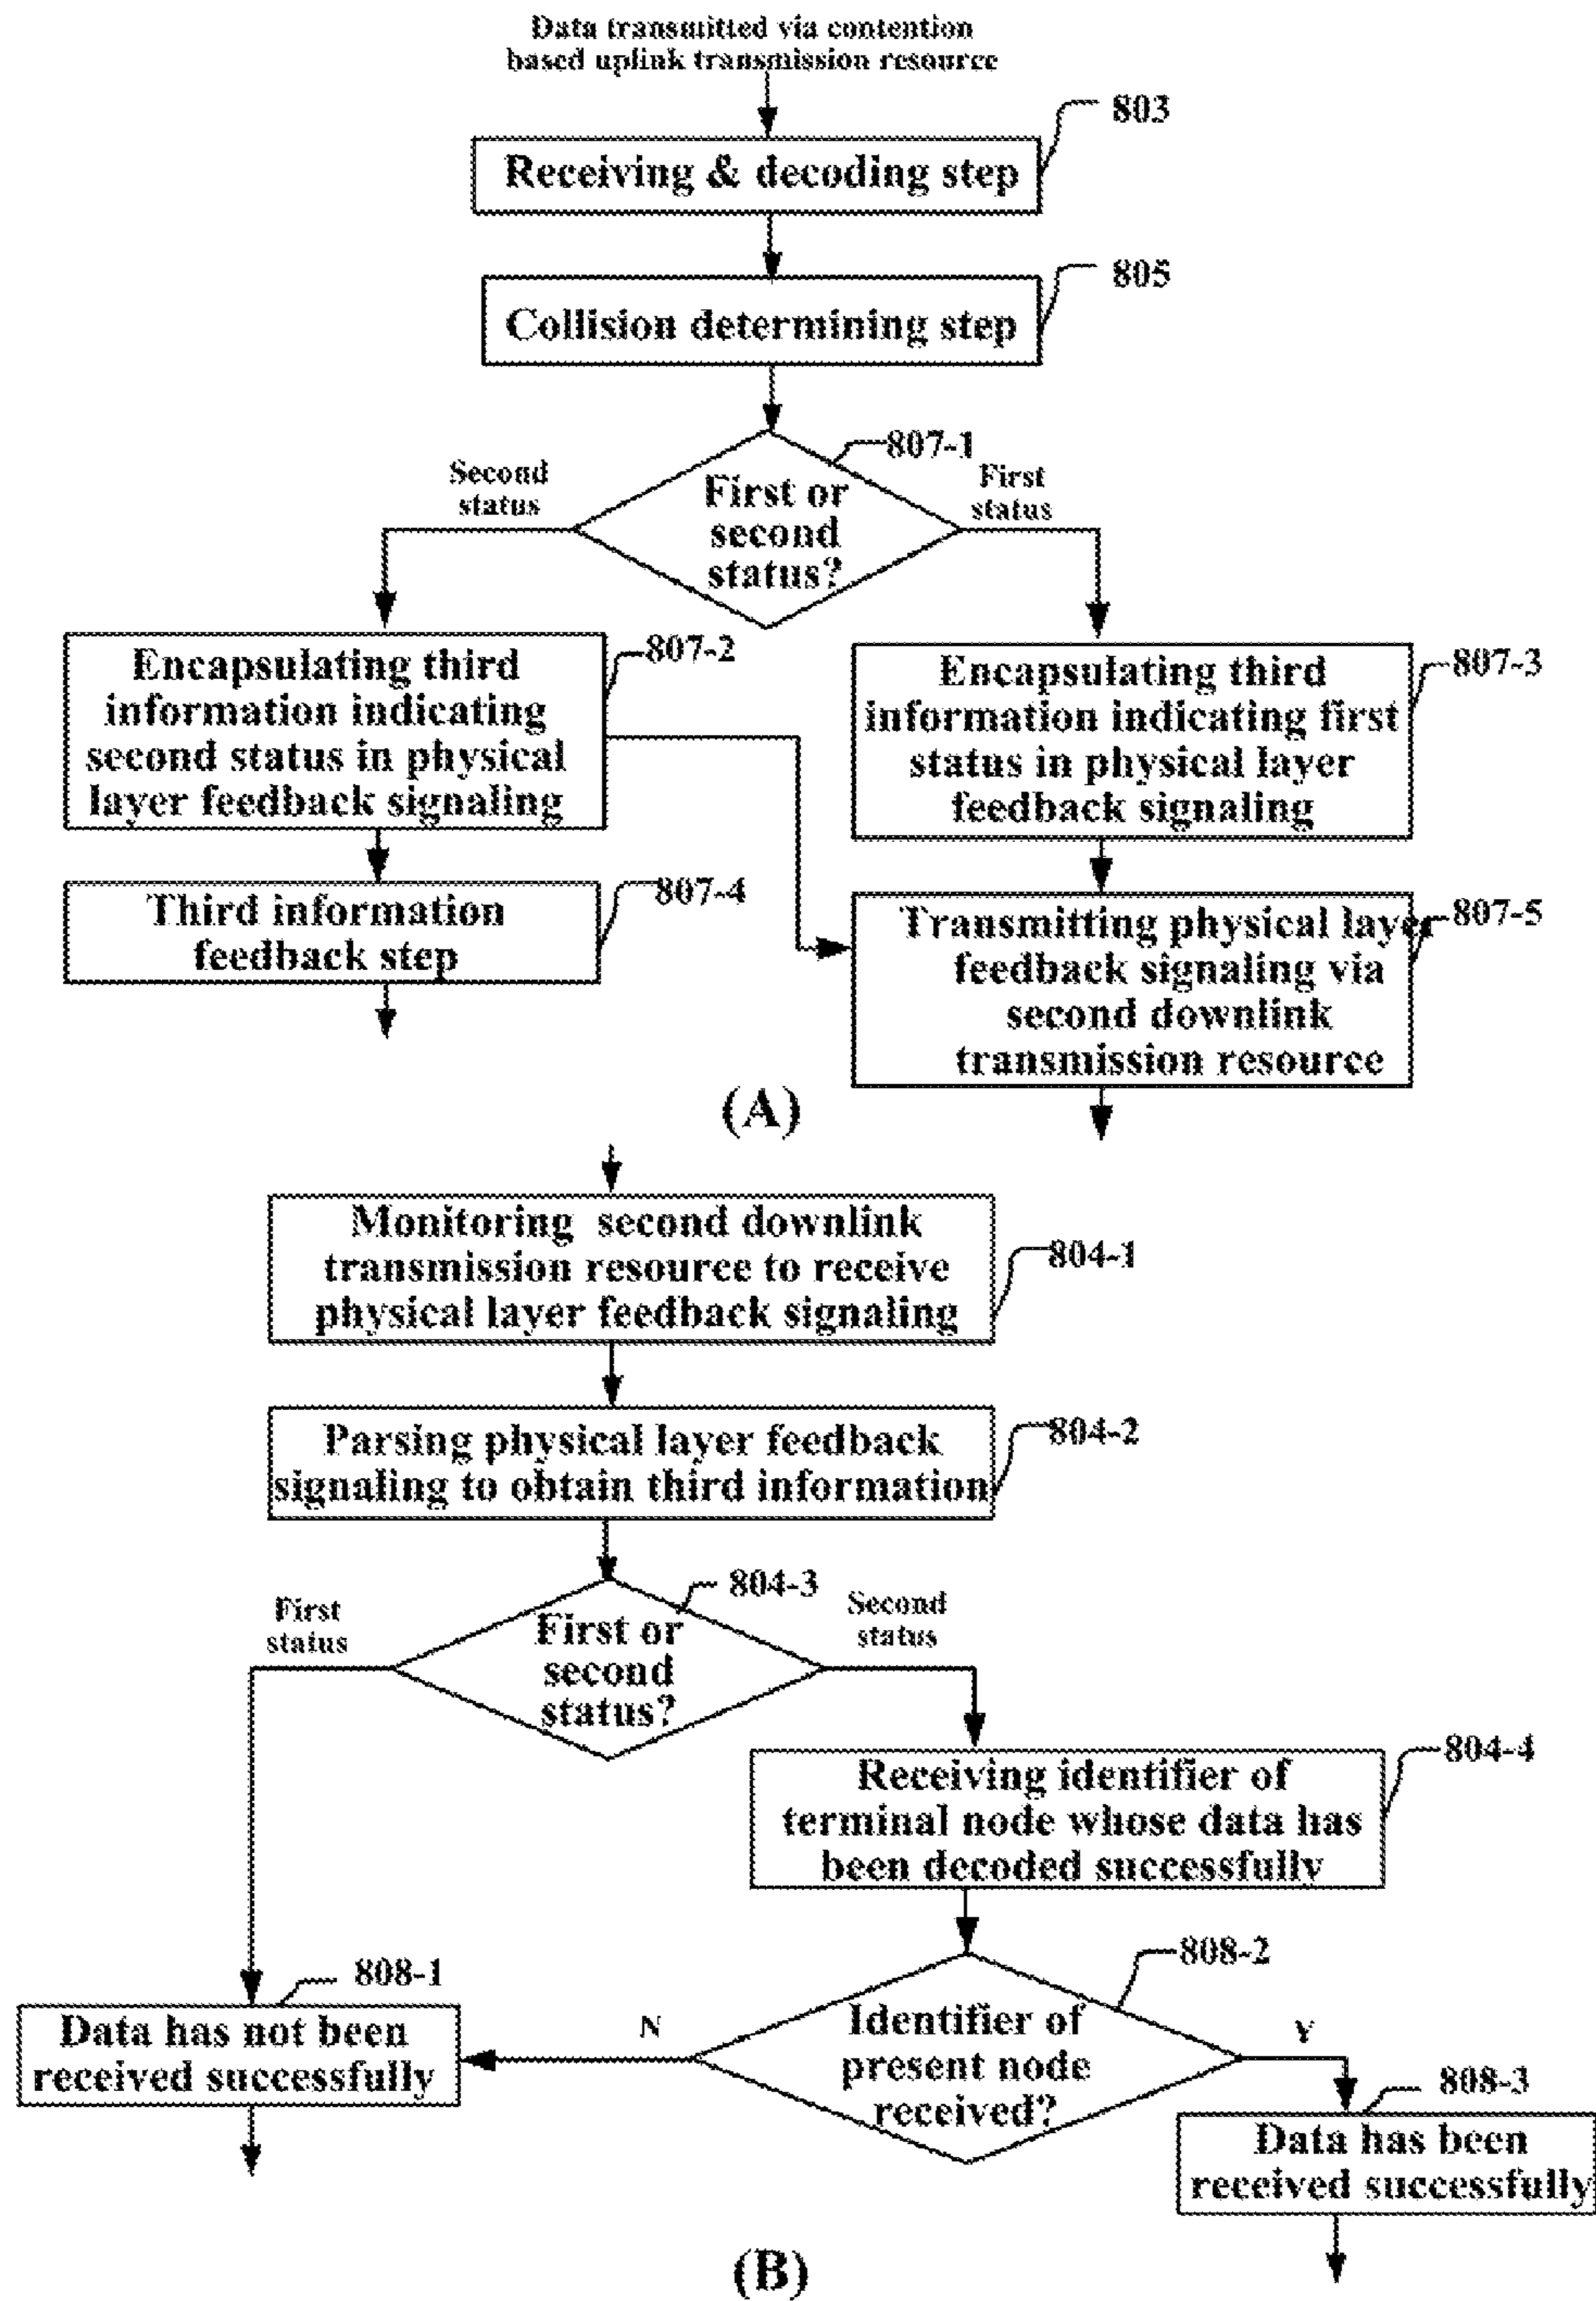 Data transmitted via contention
based uplink transmission resource
803
Receiving & decoding step
805
Collision determining step
807-1
Second
status
First
status
First or
second
status?
807-2
Encapsulating third
information indicating
second status in physical
layer feedback signaling
807-3
Encapsulating third
information indicating first
status in physical layer
feedback signaling
807-4
Third information
feedback step
807-5
Transmitting physical layer
feedback signaling via
second downlink
transmission resource
(A)
Monitoring second downlink
transmission resource to receive
physical layer feedback signaling
804-1
Parsing physical layer feedback
signaling to obtain third information
804-2
804-3
First
status
Second
status
First or
second
status?
804-4
Receiving identifier of
terminal node whose data has
been decoded successfully
808-1
808-2
Data has not been
received successfully
N
Identifier of
present node
received?
Y
808-3
Data has been
received successfully
(B)